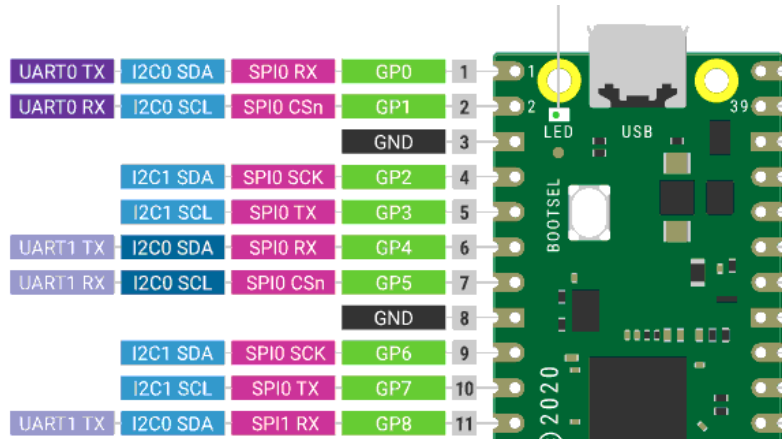 UART0 TX I2C0 SDA SPI0 RX GP0 1 1
UART0 RX I2C0 SCL SPI0 CSn GP1 2 2 39
GND 3 LED USB
I2C1 SDA SPI0 SCK GP2 4
I2C1 SCL SPI0 TX GP3 5
BOOTSEL
UART1 TX I2C0 SDA SPI0 RX GP4 6
UART1 RX I2C0 SCL SPI0 CSn GP5 7
GND 8
I2C1 SDA SPI0 SCK GP6 9
I2C1 SCL SPI0 TX GP7 10
UART1 TX I2C0 SDA SPI1 RX GP8 11
2020